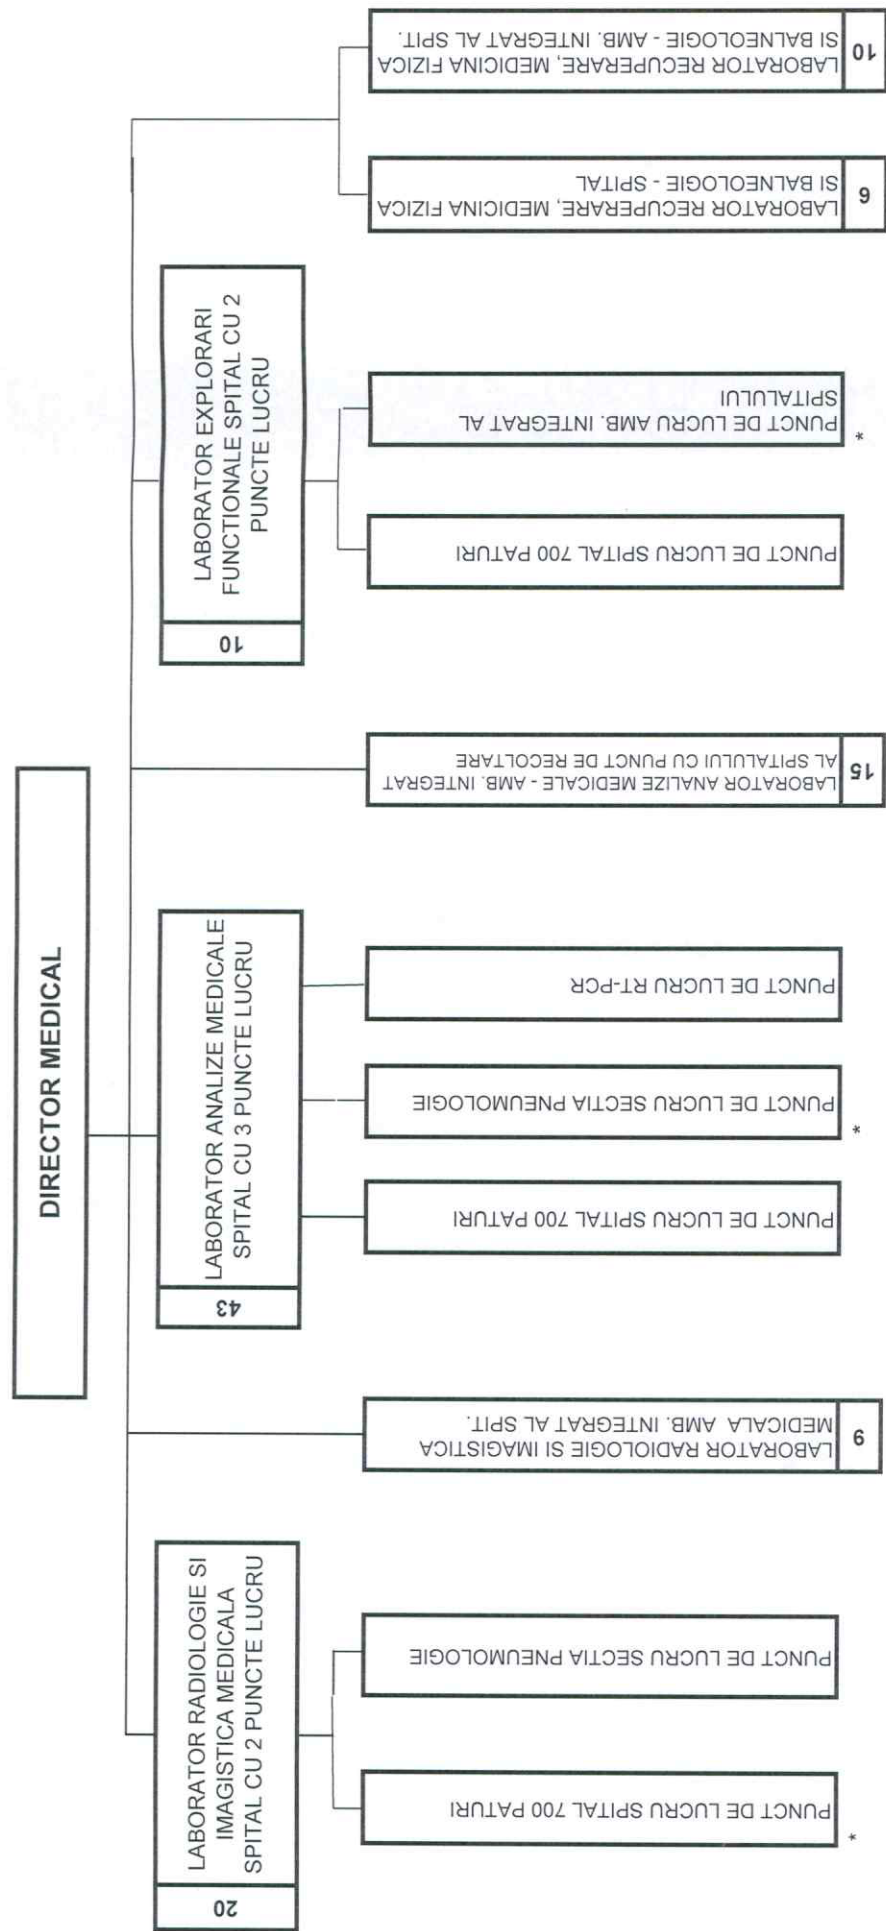 DIRECTOR MEDICAL
20
LABORATOR RADIOLOGIE SI
IMAGISTICA MEDICALA
SPITAL CU 2 PUNCTE LUCRU
43
LABORATOR ANALIZE MEDICALE
SPITAL CU 3 PUNCTE LUCRU
10
LABORATOR EXPLORARI
FUNCTIONALE SPITAL CU 2
PUNCTE LUCRU
PUNCT DE LUCRU SPITAL 700 PATURI
*
PUNCT DE LUCRU SECTIA PNEUMOLOGIE
LABORATOR RADIOLOGIE SI IMAGISTICA
MEDICALA AMB. INTEGRAT AL SPIT.
9
PUNCT DE LUCRU SPITAL 700 PATURI
PUNCT DE LUCRU SECTIA PNEUMOLOGIE
*
PUNCT DE LUCRU RT-PCR
LABORATOR ANALIZE MEDICALE - AMB. INTEGRAT
AL SPITALULUI CU PUNCT DE RECOLTARE
15
PUNCT DE LUCRU SPITAL 700 PATURI
PUNCT DE LUCRU AMB. INTEGRAT AL
SPITALULUI
*
LABORATOR RECUPERARE, MEDICINA FIZICA
SI BALNEOLOGIE - SPITAL
6
LABORATOR RECUPERARE, MEDICINA FIZICA
SI BALNEOLOGIE - AMB. INTEGRAT AL SPIT.
10